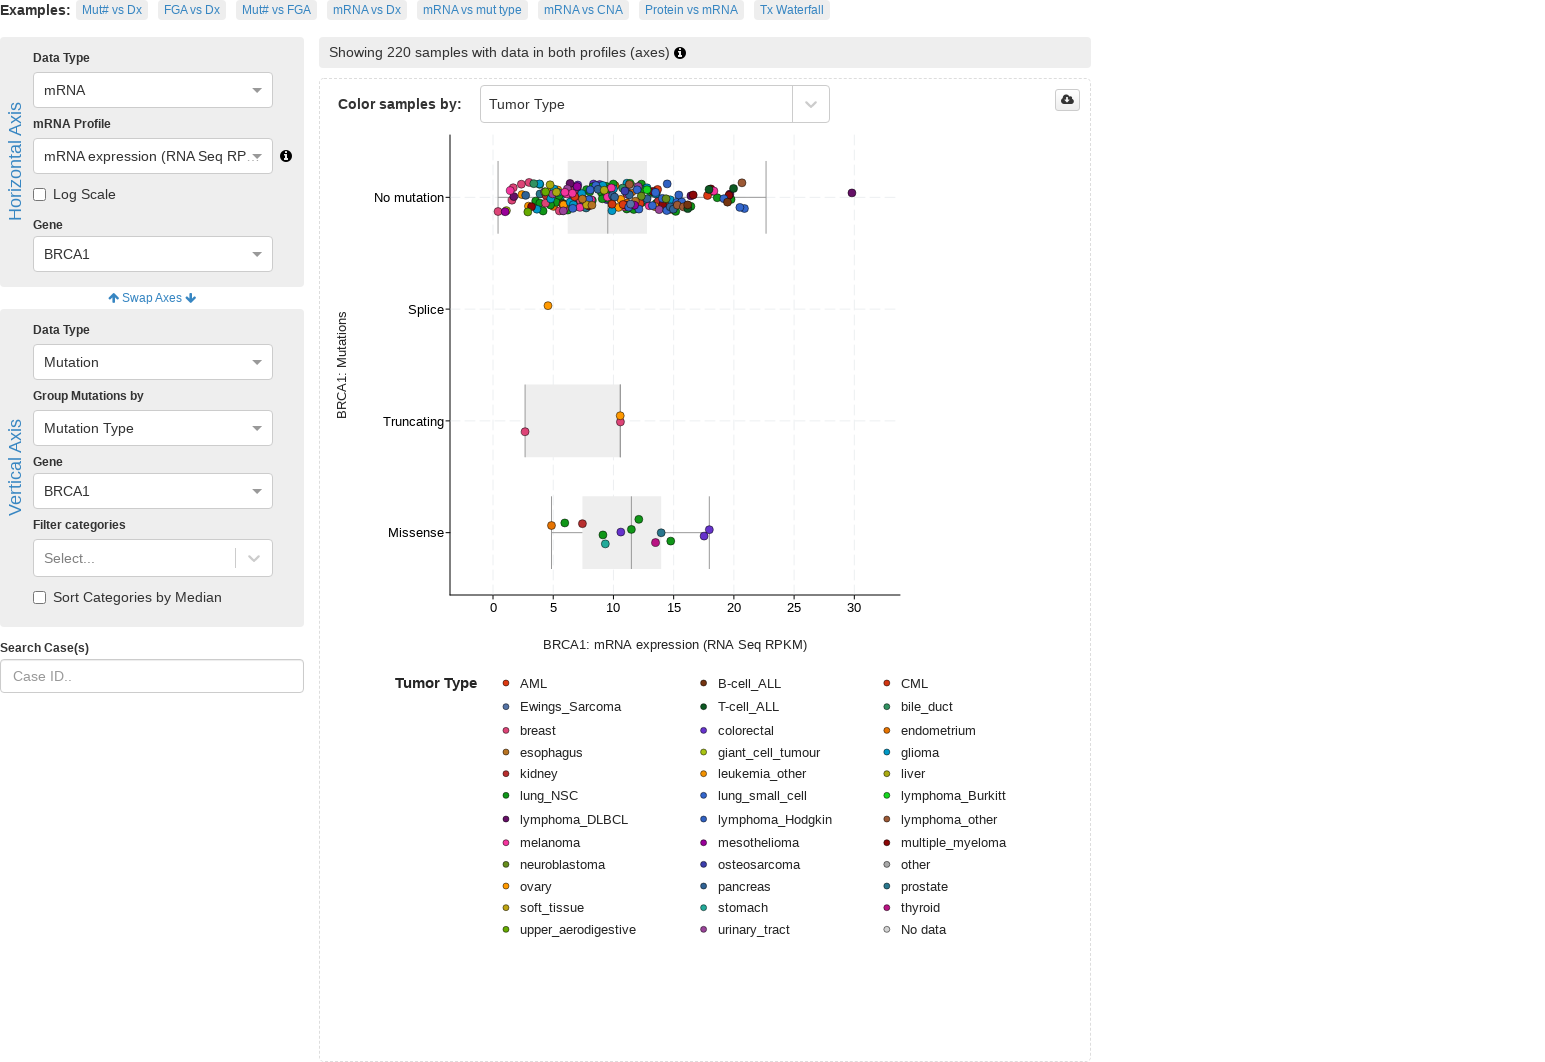 Examples: Mut# vs Dx FGA vs Dx Mut# vs FGA mRNA vs Dx mRNA vs mut type mRNA vs CNA Protein vs mRNA Tx Waterfall
Horizontal Axis
Data Type
mRNA
mRNA Profile
mRNA expression (RNA Seq RP...
Log Scale
Gene
BRCA1
Swap Axes
Vertical Axis
Data Type
Mutation
Group Mutations by
Mutation Type
Gene
BRCA1
Filter categories
Select...
Sort Categories by Median
Search Case(s)
Case ID..
Showing 220 samples with data in both profiles (axes)
Color samples by: Tumor Type
BRCA1: Mutations
No mutation
Splice
Truncating
Missense
0 5 10 15 20 25 30
BRCA1: mRNA expression (RNA Seq RPKM)
Tumor Type
AML B-cell_ALL CML
Ewings_Sarcoma T-cell_ALL bile_duct
breast colorectal endometrium
esophagus giant_cell_tumour glioma
kidney leukemia_other liver
lung_NSC lung_small_cell lymphoma_Burkitt
lymphoma_DLBCL lymphoma_Hodgkin lymphoma_other
melanoma mesothelioma multiple_myeloma
neuroblastoma osteosarcoma other
ovary pancreas prostate
soft_tissue stomach thyroid
upper_aerodigestive urinary_tract No data